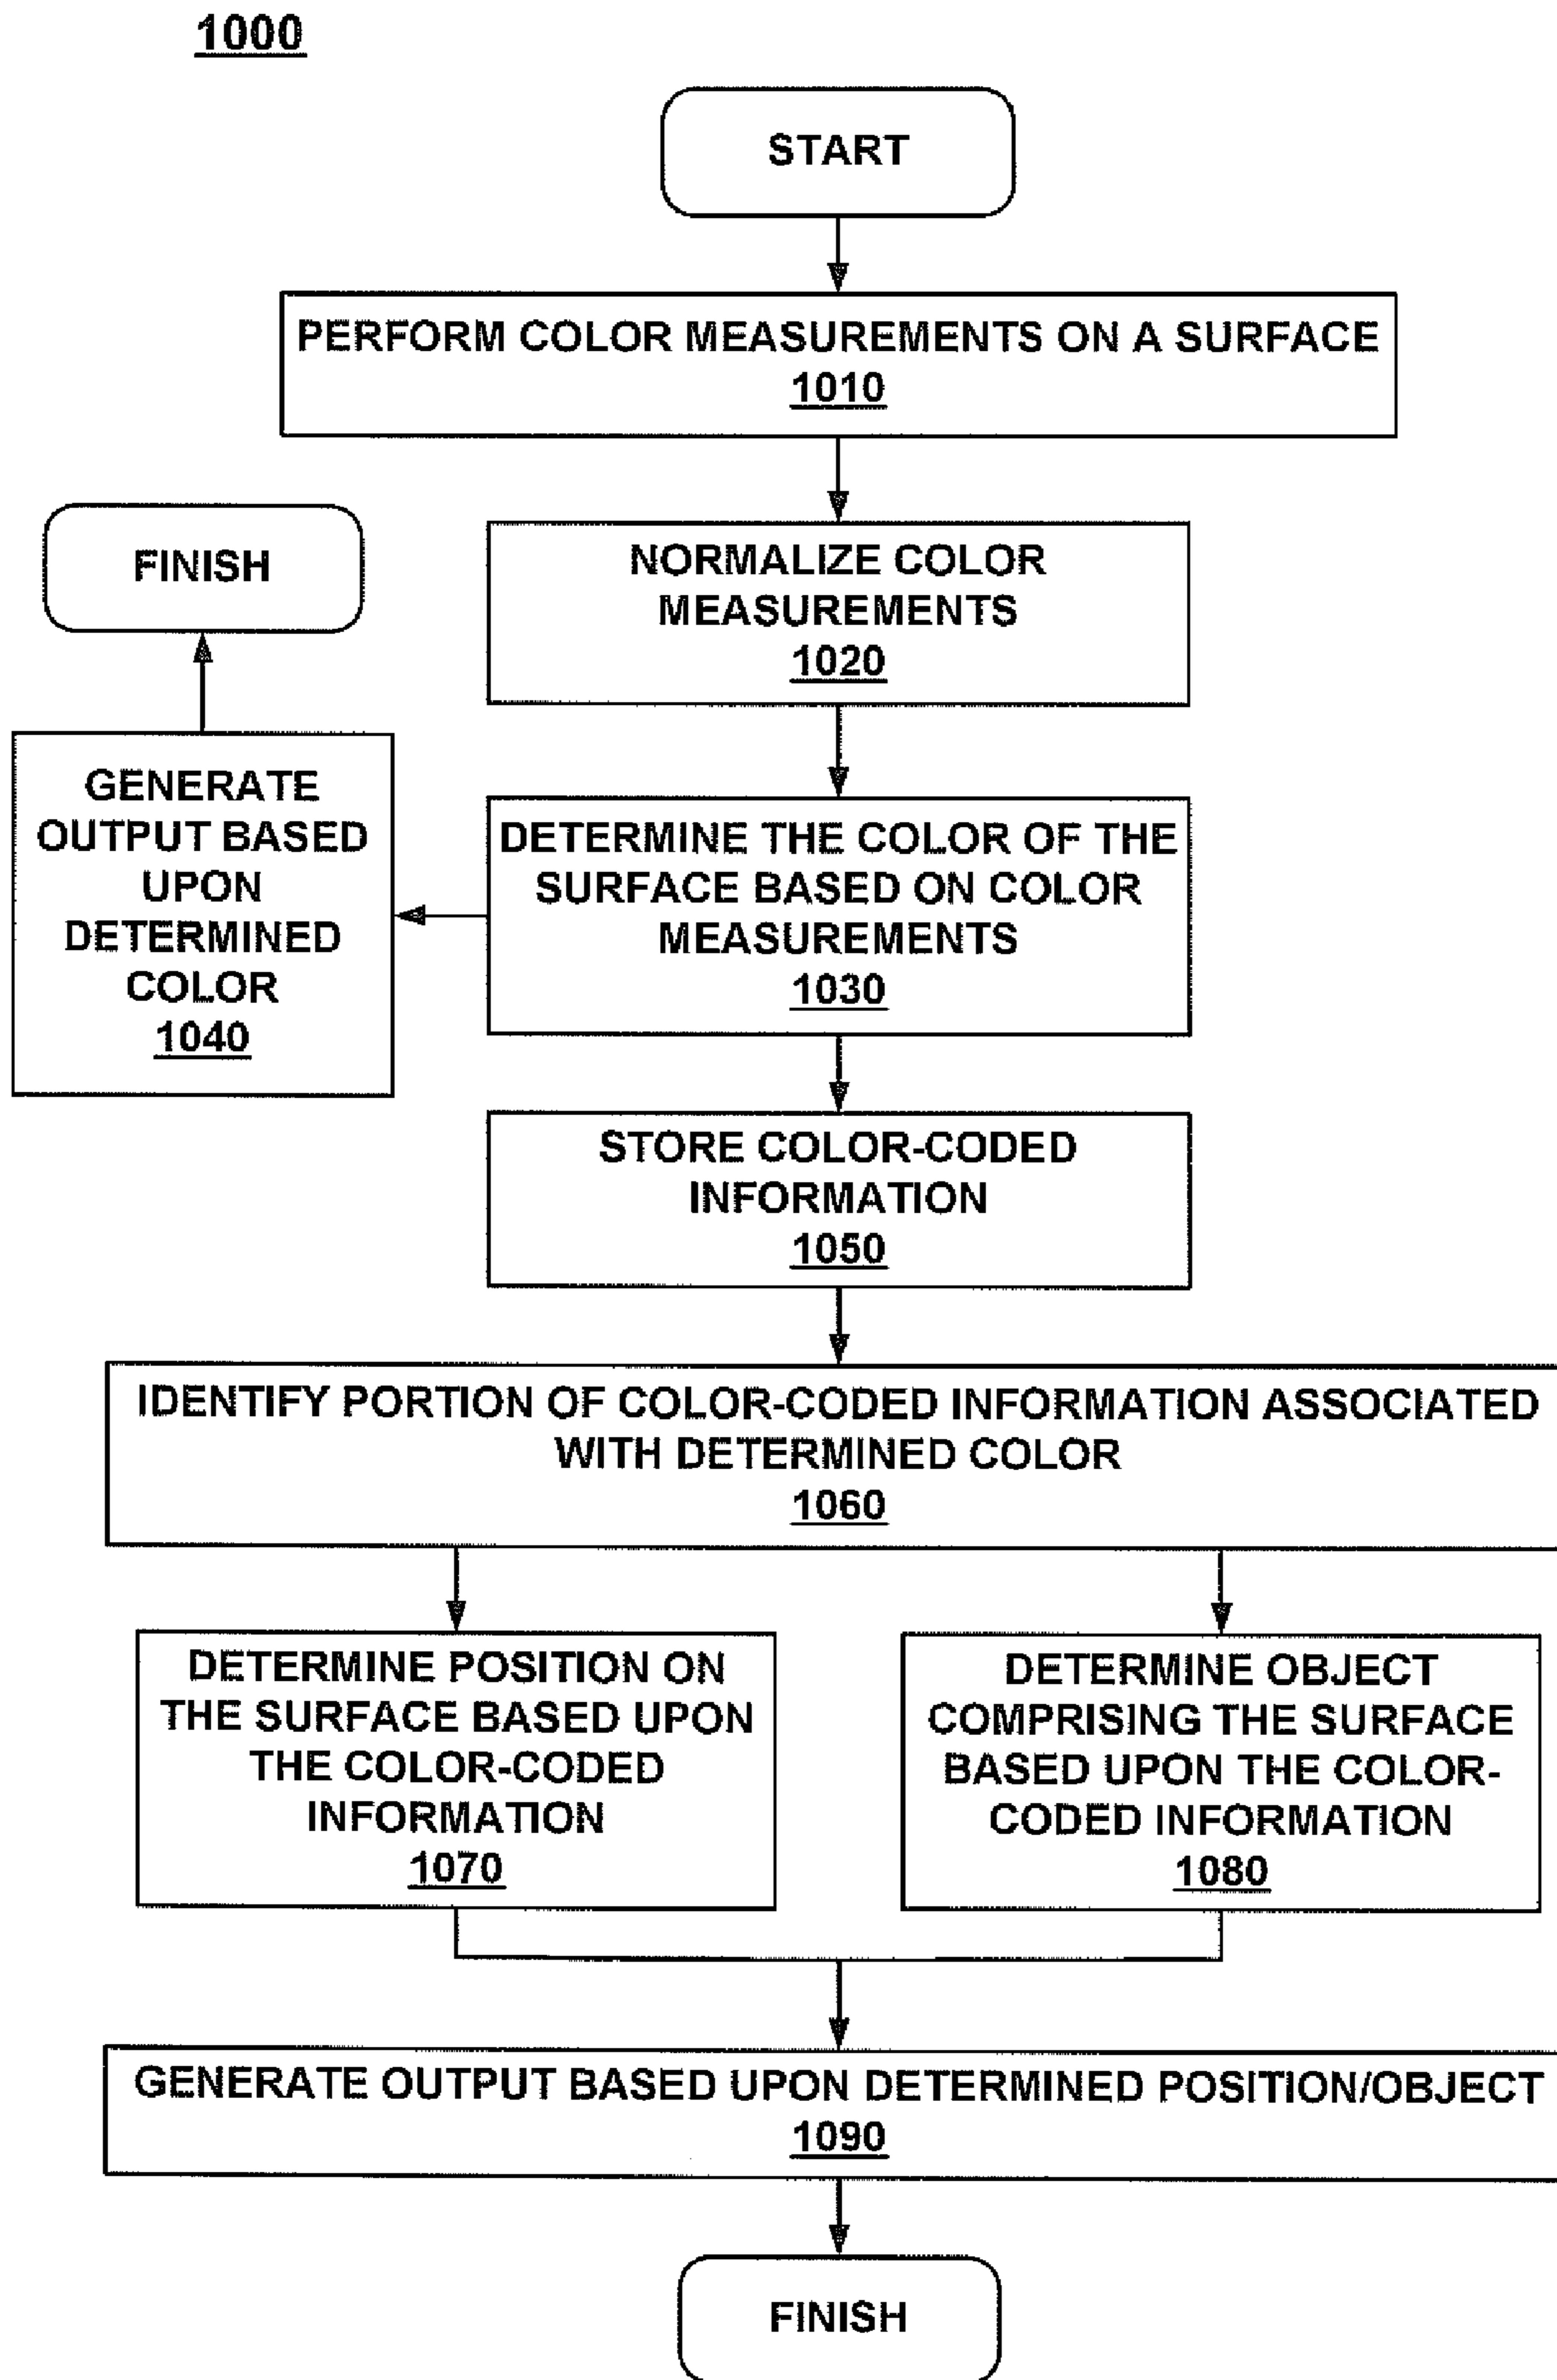 1000
START
PERFORM COLOR MEASUREMENTS ON A SURFACE
1010
NORMALIZE COLOR
MEASUREMENTS
1020
FINISH
GENERATE
OUTPUT BASED
UPON
DETERMINED
COLOR
1040
DETERMINE THE COLOR OF THE
SURFACE BASED ON COLOR
MEASUREMENTS
1030
STORE COLOR-CODED
INFORMATION
1050
IDENTIFY PORTION OF COLOR-CODED INFORMATION ASSOCIATED
WITH DETERMINED COLOR
1060
DETERMINE POSITION ON
THE SURFACE BASED UPON
THE COLOR-CODED
INFORMATION
1070
DETERMINE OBJECT
COMPRISING THE SURFACE
BASED UPON THE COLOR-
CODED INFORMATION
1080
GENERATE OUTPUT BASED UPON DETERMINED POSITION/OBJECT
1090
FINISH